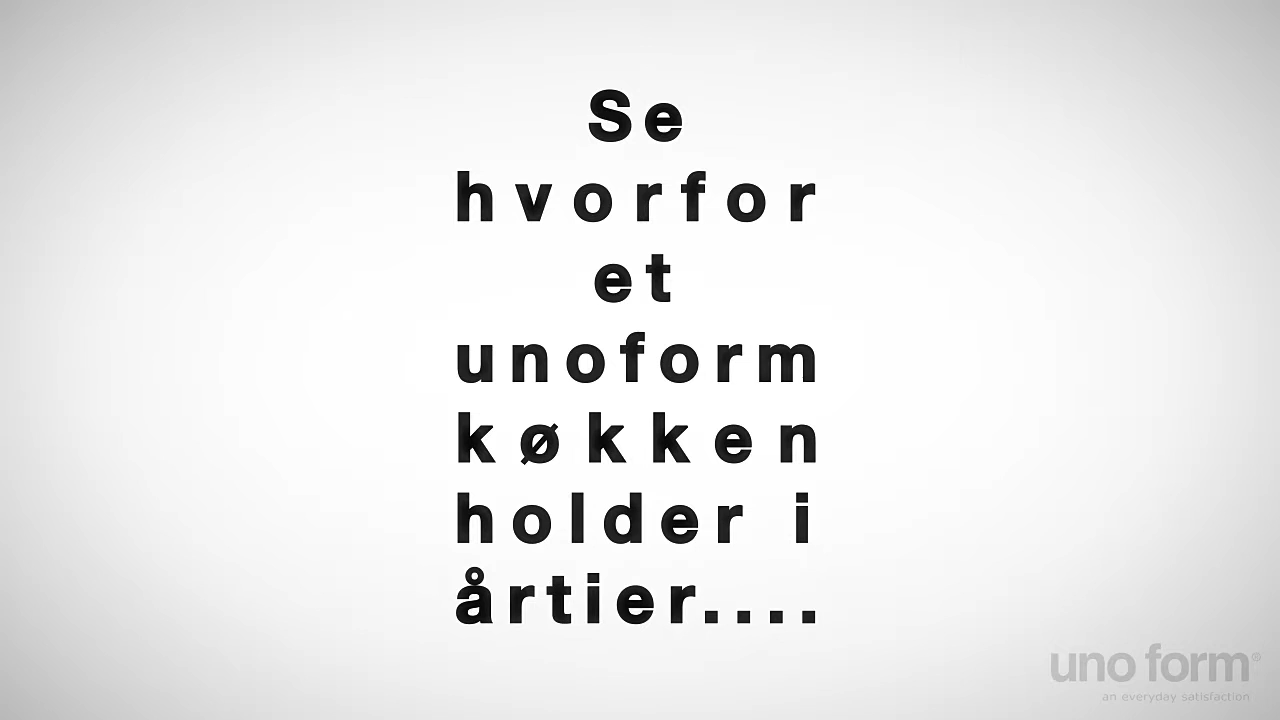 Se
hvorfor
et
unoform
køkken
holder i
årtier....
uno form®
an everyday satisfaction